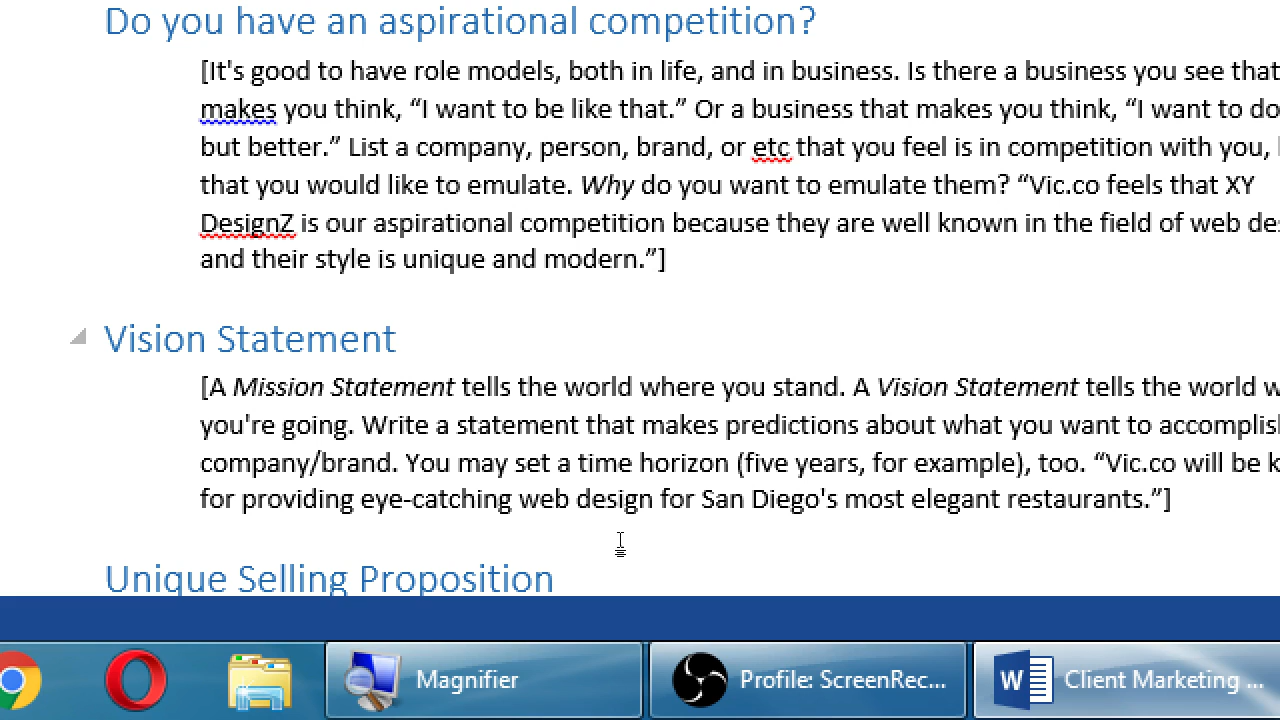 Do you have an aspirational competition?
[It's good to have role models, both in life, and in business. Is there a business you see that
makes you think, “I want to be like that.” Or a business that makes you think, “I want to do
but better.” List a company, person, brand, or etc that you feel is in competition with you,
that you would like to emulate. Why do you want to emulate them? “Vic.co feels that XY
DesignZ is our aspirational competition because they are well known in the field of web de
and their style is unique and modern.”]
Vision Statement
[A Mission Statement tells the world where you stand. A Vision Statement tells the world w
you're going. Write a statement that makes predictions about what you want to accomplis
company/brand. You may set a time horizon (five years, for example), too. “Vic.co will be k
for providing eye-catching web design for San Diego's most elegant restaurants.”]
Unique Selling Proposition
Magnifier
Profile: ScreenRec...
W
Client Marketing ...